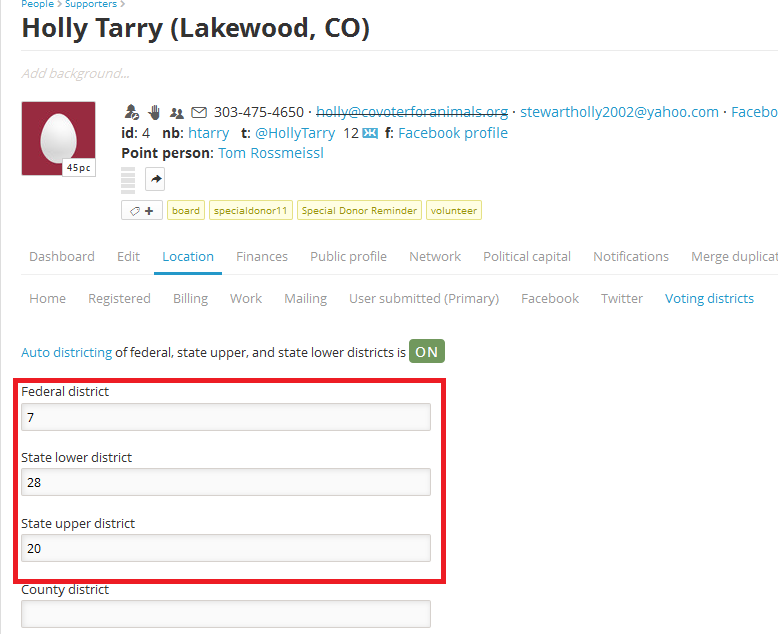 People > Supporters >
Holly Tarry (Lakewood, CO)
Add background...
303-475-4650 · holly@covoterforanimals.org · stewartholly2002@yahoo.com · Facebo
id: 4 nb: htarry t: @HollyTarry 12 f: Facebook profile
Point person: Tom Rossmeissl
45pc
+ board specialdonor11 Special Donor Reminder volunteer
Dashboard Edit Location Finances Public profile Network Political capital Notifications Merge duplicat
Home Registered Billing Work Mailing User submitted (Primary) Facebook Twitter Voting districts
Auto districting of federal, state upper, and state lower districts is ON
Federal district
7
State lower district
28
State upper district
20
County district